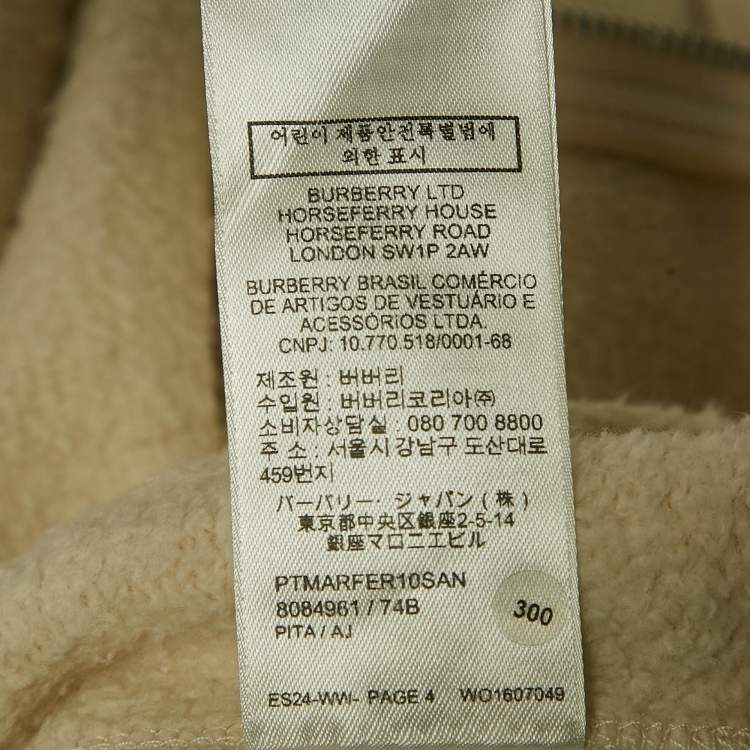 어린이 제품안전특별법에
의한 표시
BURBERRY LTD
HORSEFERRY HOUSE
HORSEFERRY ROAD
LONDON SW1P 2AW
BURBERRY BRASIL COMÉRCIO
DE ARTIGOS DE VESTUÁRIO E
ACESSÓRIOS LTDA.
CNPJ: 10.770.518/0001-68
제조원 : 버버리
수입원 : 버버리코리아㈜
소비자상담실 : 080 700 8800
주 소 : 서울시 강남구 도산대로
459번지
バーバリー・ジャパン(株)
東京都中央区銀座2-5-14
銀座マロニエビル
PTMARFER10SAN
8084961 / 74B
PITA / AJ
300
ES24-WW- PAGE 4 WO1607049